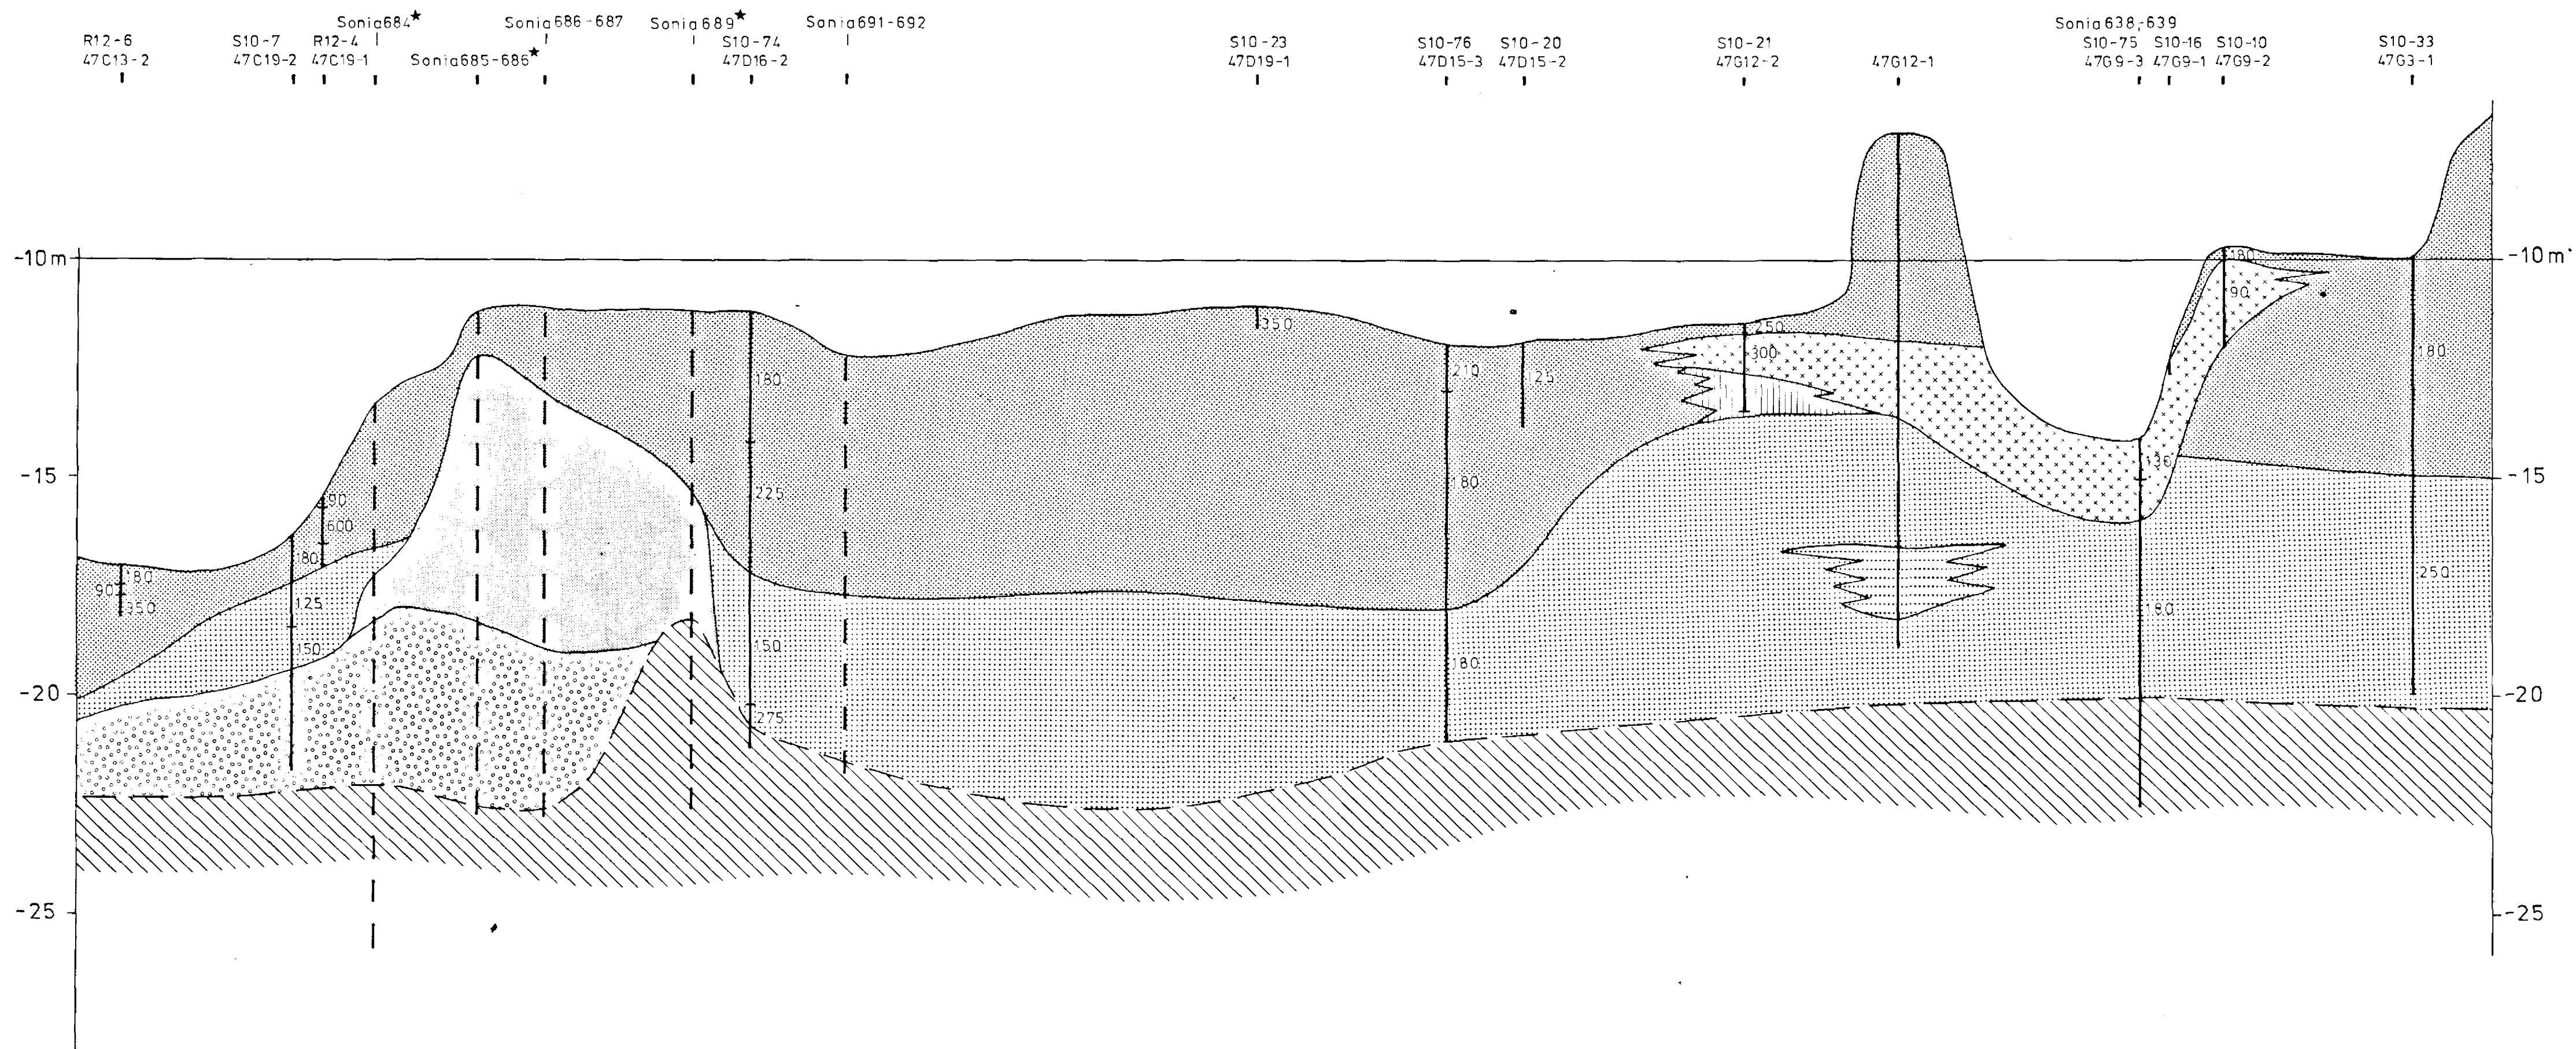 Sonia684★ Sonia686-687 Sonia689★ Sonia691-692 Sonia638,-639
R12-6 S10-7 R12-4 S10-74 S10-23 S10-76 S10-20 S10-21 S10-75 S10-16 S10-10 S10-33
47C13-2 47C19-2 47C19-1 Sonia685-686★ 47D16-2 47D19-1 47D15-3 47D15-2 47G12-2 47G12-1 47G9-3 47G9-1 47G9-2 47G3-1
-10m 180 -10m
90
350 250
300 180
180 210 125
130
-15 90 225 180 -15
600
180 180 250
90 350 125 180
150 150 180
-20 275 -20
-25 -25